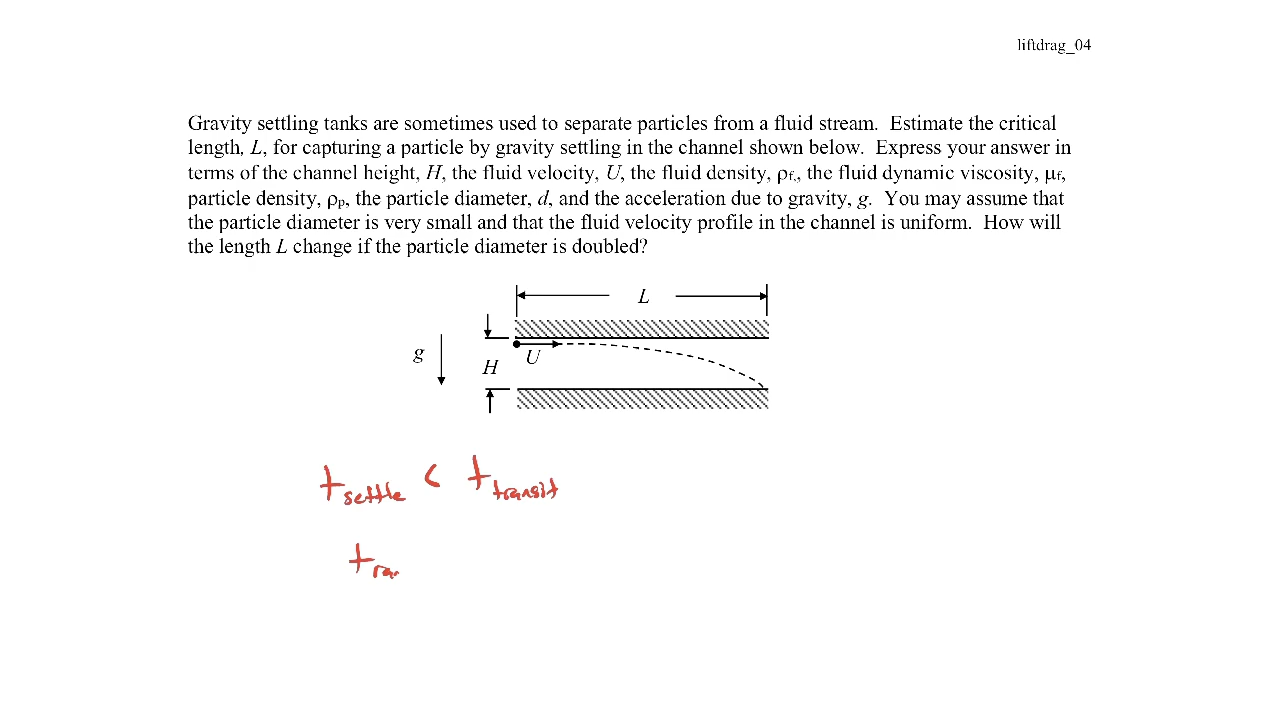 liftdrag_04
Gravity settling tanks are sometimes used to separate particles from a fluid stream.  Estimate the critical
length, L, for capturing a particle by gravity settling in the channel shown below.  Express your answer in
terms of the channel height, H, the fluid velocity, U, the fluid density, ρf,, the fluid dynamic viscosity, μf,
particle density, ρp, the particle diameter, d, and the acceleration due to gravity, g.  You may assume that
the particle diameter is very small and that the fluid velocity profile in the channel is uniform.  How will
the length L change if the particle diameter is doubled?
L
g
H
U
t settle < t transit
t ra